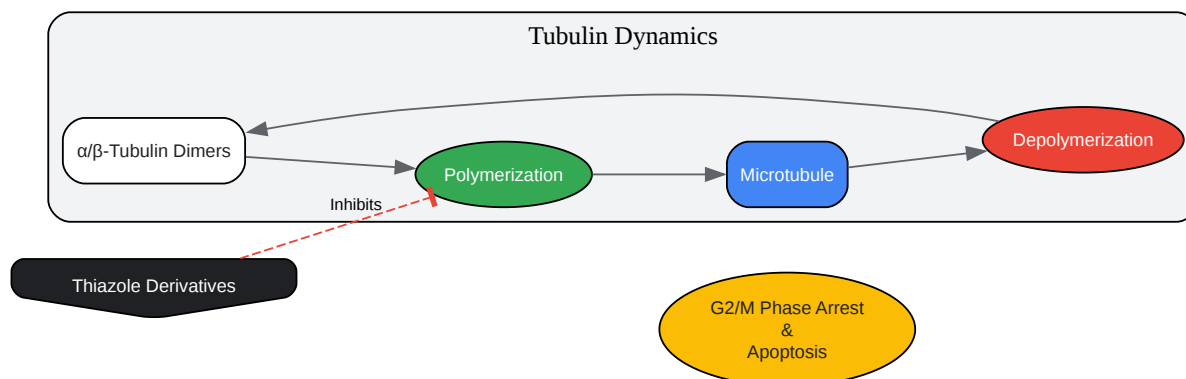 Tubulin Dynamics
α/β-Tubulin Dimers
Polymerization
Microtubule
Depolymerization
Inhibits
Thiazole Derivatives
G2/M Phase Arrest
&
Apoptosis